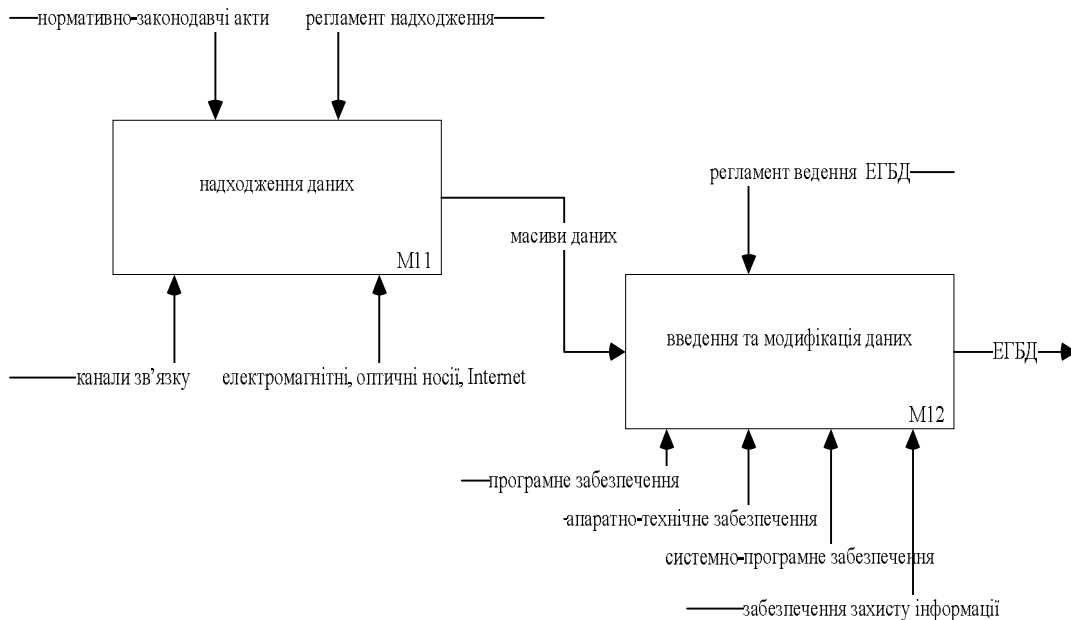 нормативно-законодавчі акти
регламент надходження
надходження даних
М11
канали зв’язку
електромагнітні, оптичні носії, Internet
масиви даних
регламент ведення ЕГБД
введення та модифікація даних
М12
ЕГБД
програмне забезпечення
апаратно-технічне забезпечення
системно-програмне забезпечення
забезпечення захисту інформації